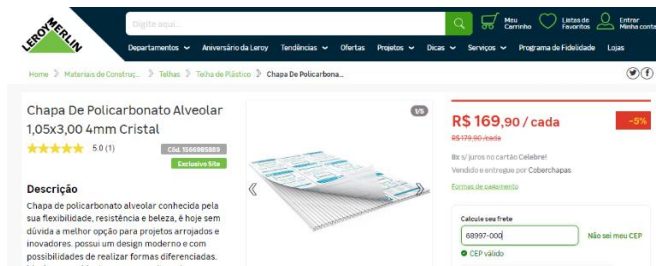 LEROY MERLIN
Digite aqui...
Meu Carrinho
Listas de Favoritos
Entrar Minha conta
Departamentos Aniversário da Leroy Tendências Ofertas Projetos Dicas Serviços Programa de Fidelidade Lojas
Home > Materiais de Construç... > Telhas > Telha de Plástico > Chapa De Policarbona...
Chapa De Policarbonato Alveolar
1,05x3,00 4mm Cristal
5.0 (1)
Cód. 1566985889
Exclusivo Site
Descrição
Chapa de policarbonato alveolar conhecida pela
sua flexibilidade, resistência e beleza, é hoje sem
dúvida a melhor opção para projetos arrojados e
inovadores. possui um design moderno e com
possibilidades de realizar formas diferenciadas.
1/5
R$ 169,90 / cada
-5%
R$ 179,90 /cada
8x s/ juros no cartão Celebre!
Vendido e entregue por Coberchapas
Formas de pagamento
Calcule seu frete
68997-000
Não sei meu CEP
CEP válido